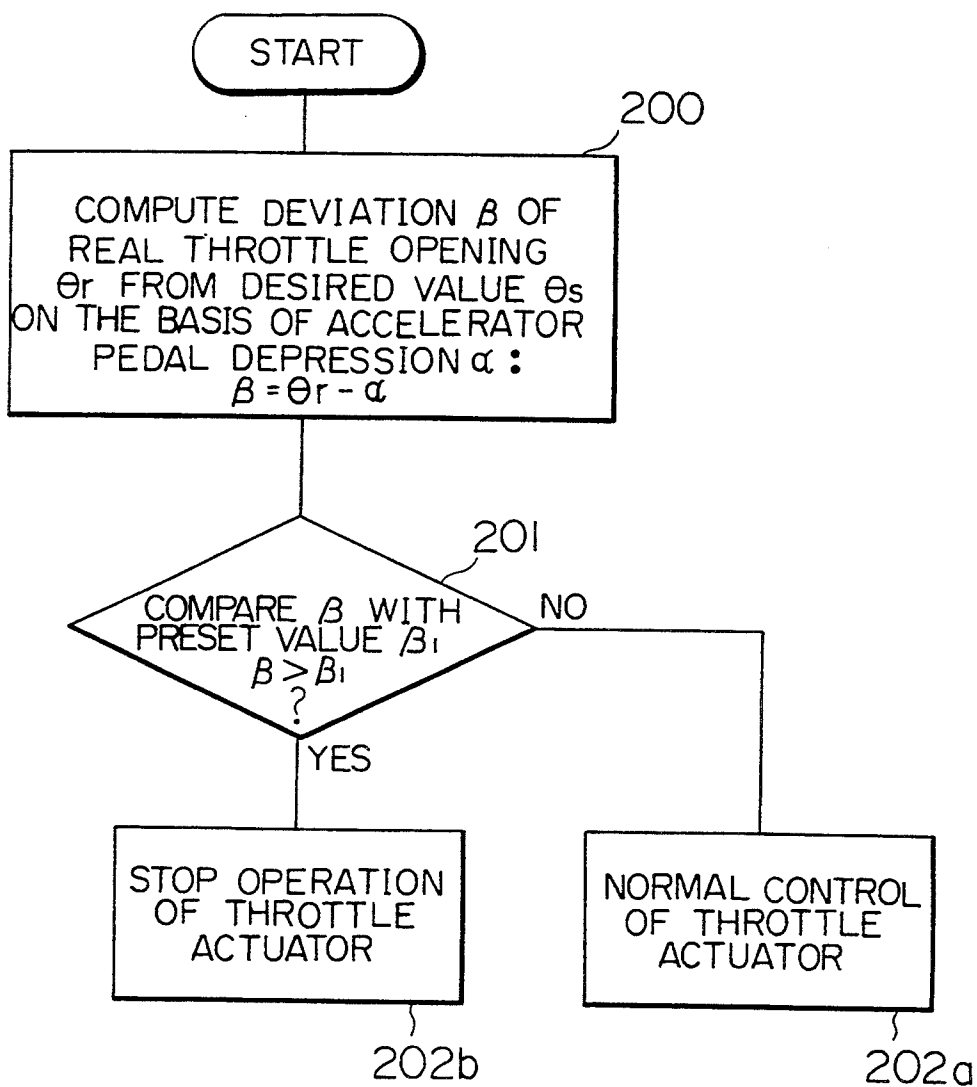 START
200
COMPUTE DEVIATION β OF
REAL THROTTLE OPENING
θr FROM DESIRED VALUE θs
ON THE BASIS OF ACCELERATOR
PEDAL DEPRESSION α :
β = θr - α
201
COMPARE β WITH
PRESET VALUE β1
β > β1
?
NO
YES
STOP OPERATION
OF THROTTLE
ACTUATOR
NORMAL CONTROL
OF THROTTLE
ACTUATOR
202b
202a